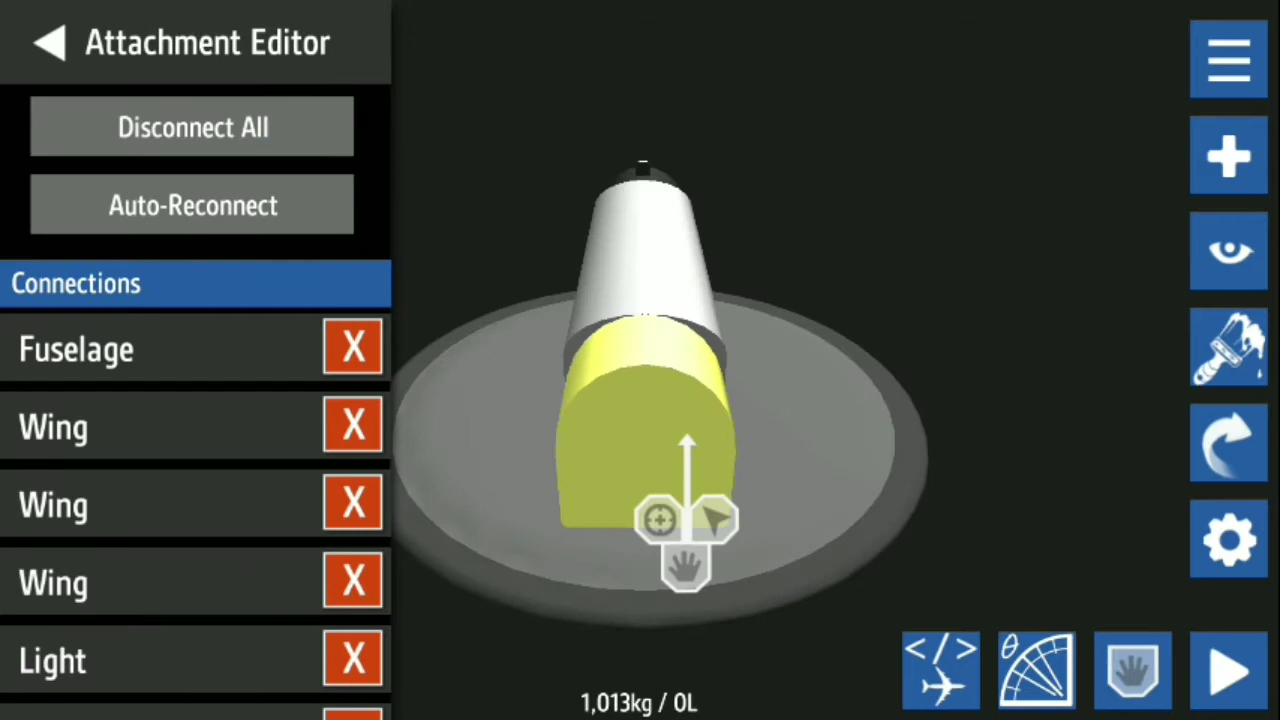 Attachment Editor
Disconnect All
Auto-Reconnect
Connections
Fuselage X
Wing X
Wing X
Wing X
Light X
1,013kg / 0L
</> θ